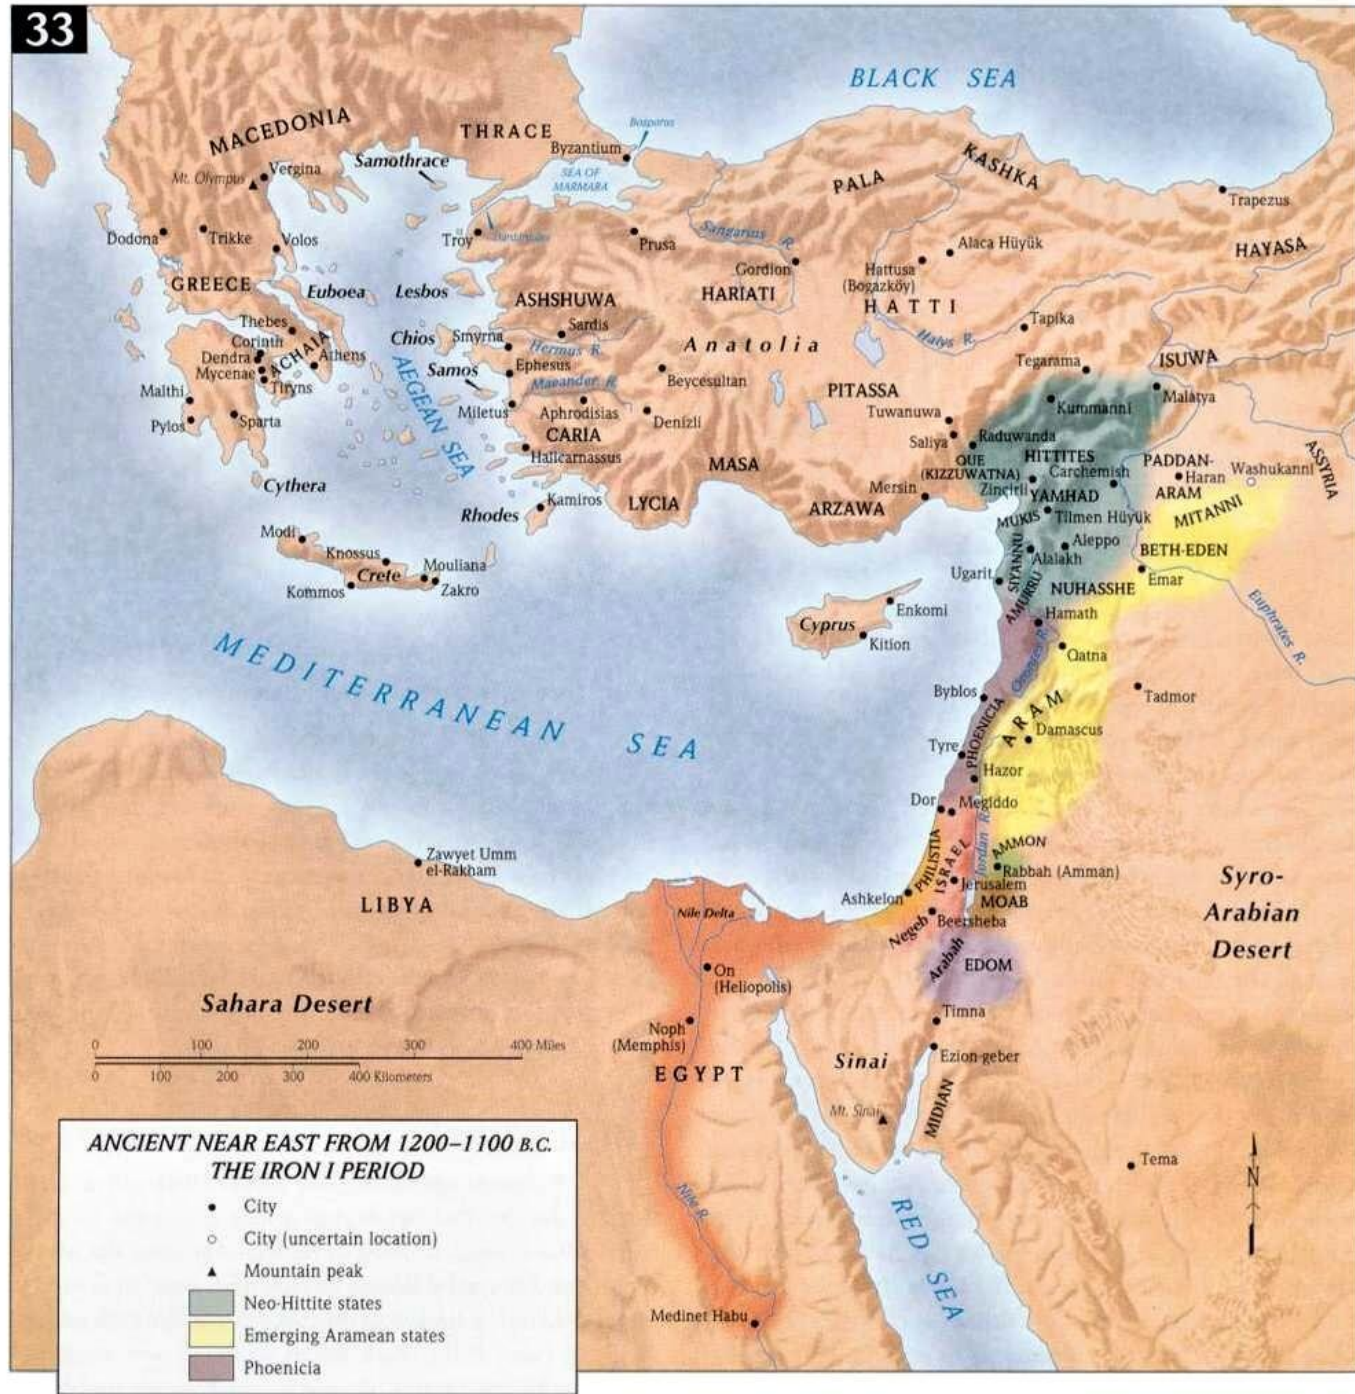 33
BLACK SEA
MACEDONIA
THRACE
Bosporus
Byzantium
Samothrace
SEA OF
MARMARA
KASHKA
PALA
Mt. Olympus
Vergina
Trapezus
Dodona
Trikke
Volos
Troy
Dardanelles
Prusa
Sangarius R.
Gordion
Alaca Hüyük
Hattusa
(Bogazköy)
HAYASA
GREECE
Euboea
Lesbos
ASHSHUWA
HARIATI
HATTI
Thebes
Corinth
Dendra
Mycenae
Tiryns
ACHAIA
Athens
Chios
Smyrna
Sardis
Hermus R.
Anatolia
Halys R.
Tapika
Tegarama
ISUWA
Samos
Ephesus
Maeander R.
Beycesultan
PITASSA
Malthi
Pylos
Sparta
AEGEAN SEA
Miletus
Aphrodisias
Denizli
CARIA
Halicarnassus
Tuwanuwa
Saliya
Raduwanda
Kummanni
Malatya
HITTITES
QUE
(KIZZUWATNA)
Carchemish
PADDAN-
ARAM
Haran
Washukanni
ASSYRIA
Cythera
MASA
LYCIA
ARZAWA
Mersin
Zincirli
YAMHAD
MITANNI
Rhodes
Kamiros
MUKIS
Tilmen Hüyük
Modi
Knossus
Crete
Mouliana
Kommos
Zakro
Aleppo
Alalakh
BETH-EDEN
Ugarit
SIYANNU
AMURRU
NUHASSHE
Emar
Euphrates R.
Enkomi
Cyprus
Kition
Hamath
Orontes R.
Qatna
MEDITERRANEAN SEA
Byblos
PHOENICIA
ARAM
Tadmor
Damascus
Tyre
Hazor
Dor
Megiddo
Jordan R.
Zawyet Umm
el-Rakham
PHILISTIA
ISRAEL
AMMON
Rabbah (Amman)
Syro-
Arabian
Desert
LIBYA
Nile Delta
Ashkelon
Jerusalem
MOAB
Negeb
Beersheba
Arabah
EDOM
On
(Heliopolis)
Sahara Desert
Noph
(Memphis)
Timna
Ezion-geber
0 100 200 300 400 Miles
0 100 200 300 400 Kilometers
EGYPT
Sinai
Mt. Sinai
MIDIAN
Tema
N
Nile R.
RED SEA
Medinet Habu
ANCIENT NEAR EAST FROM 1200–1100 B.C.
THE IRON I PERIOD
City
City (uncertain location)
Mountain peak
Neo-Hittite states
Emerging Aramean states
Phoenicia